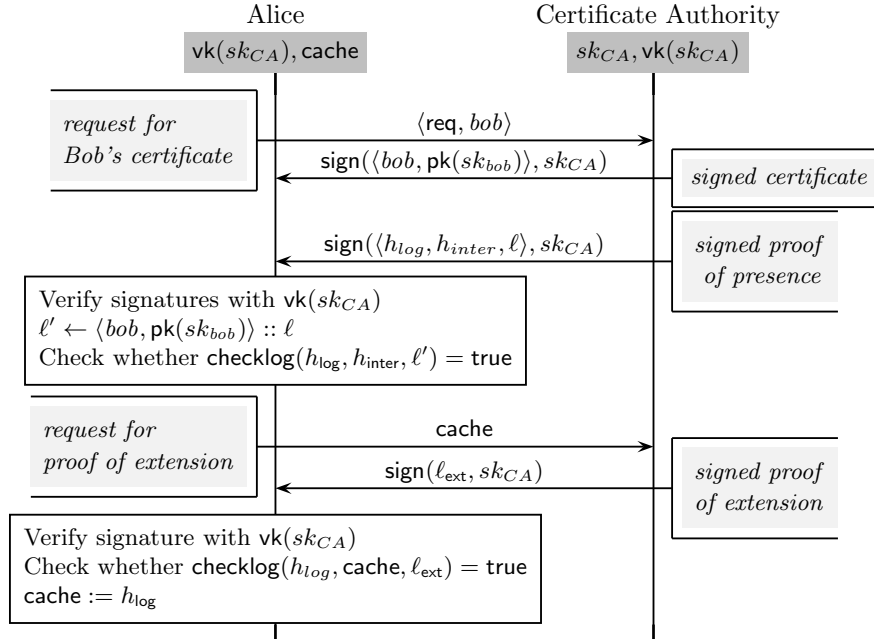 Alice
Certificate Authority
vk(sk_CA), cache
sk_CA, vk(sk_CA)
request for
Bob's certificate
⟨req, bob⟩
sign(⟨bob, pk(sk_bob)⟩, sk_CA)
signed certificate
sign(⟨h_log, h_inter, ℓ⟩, sk_CA)
signed proof
of presence
Verify signatures with vk(sk_CA)
ℓ′ ← ⟨bob, pk(sk_bob)⟩ :: ℓ
Check whether checklog(h_log, h_inter, ℓ′) = true
request for
proof of extension
cache
sign(ℓ_ext, sk_CA)
signed proof
of extension
Verify signature with vk(sk_CA)
Check whether checklog(h_log, cache, ℓ_ext) = true
cache := h_log